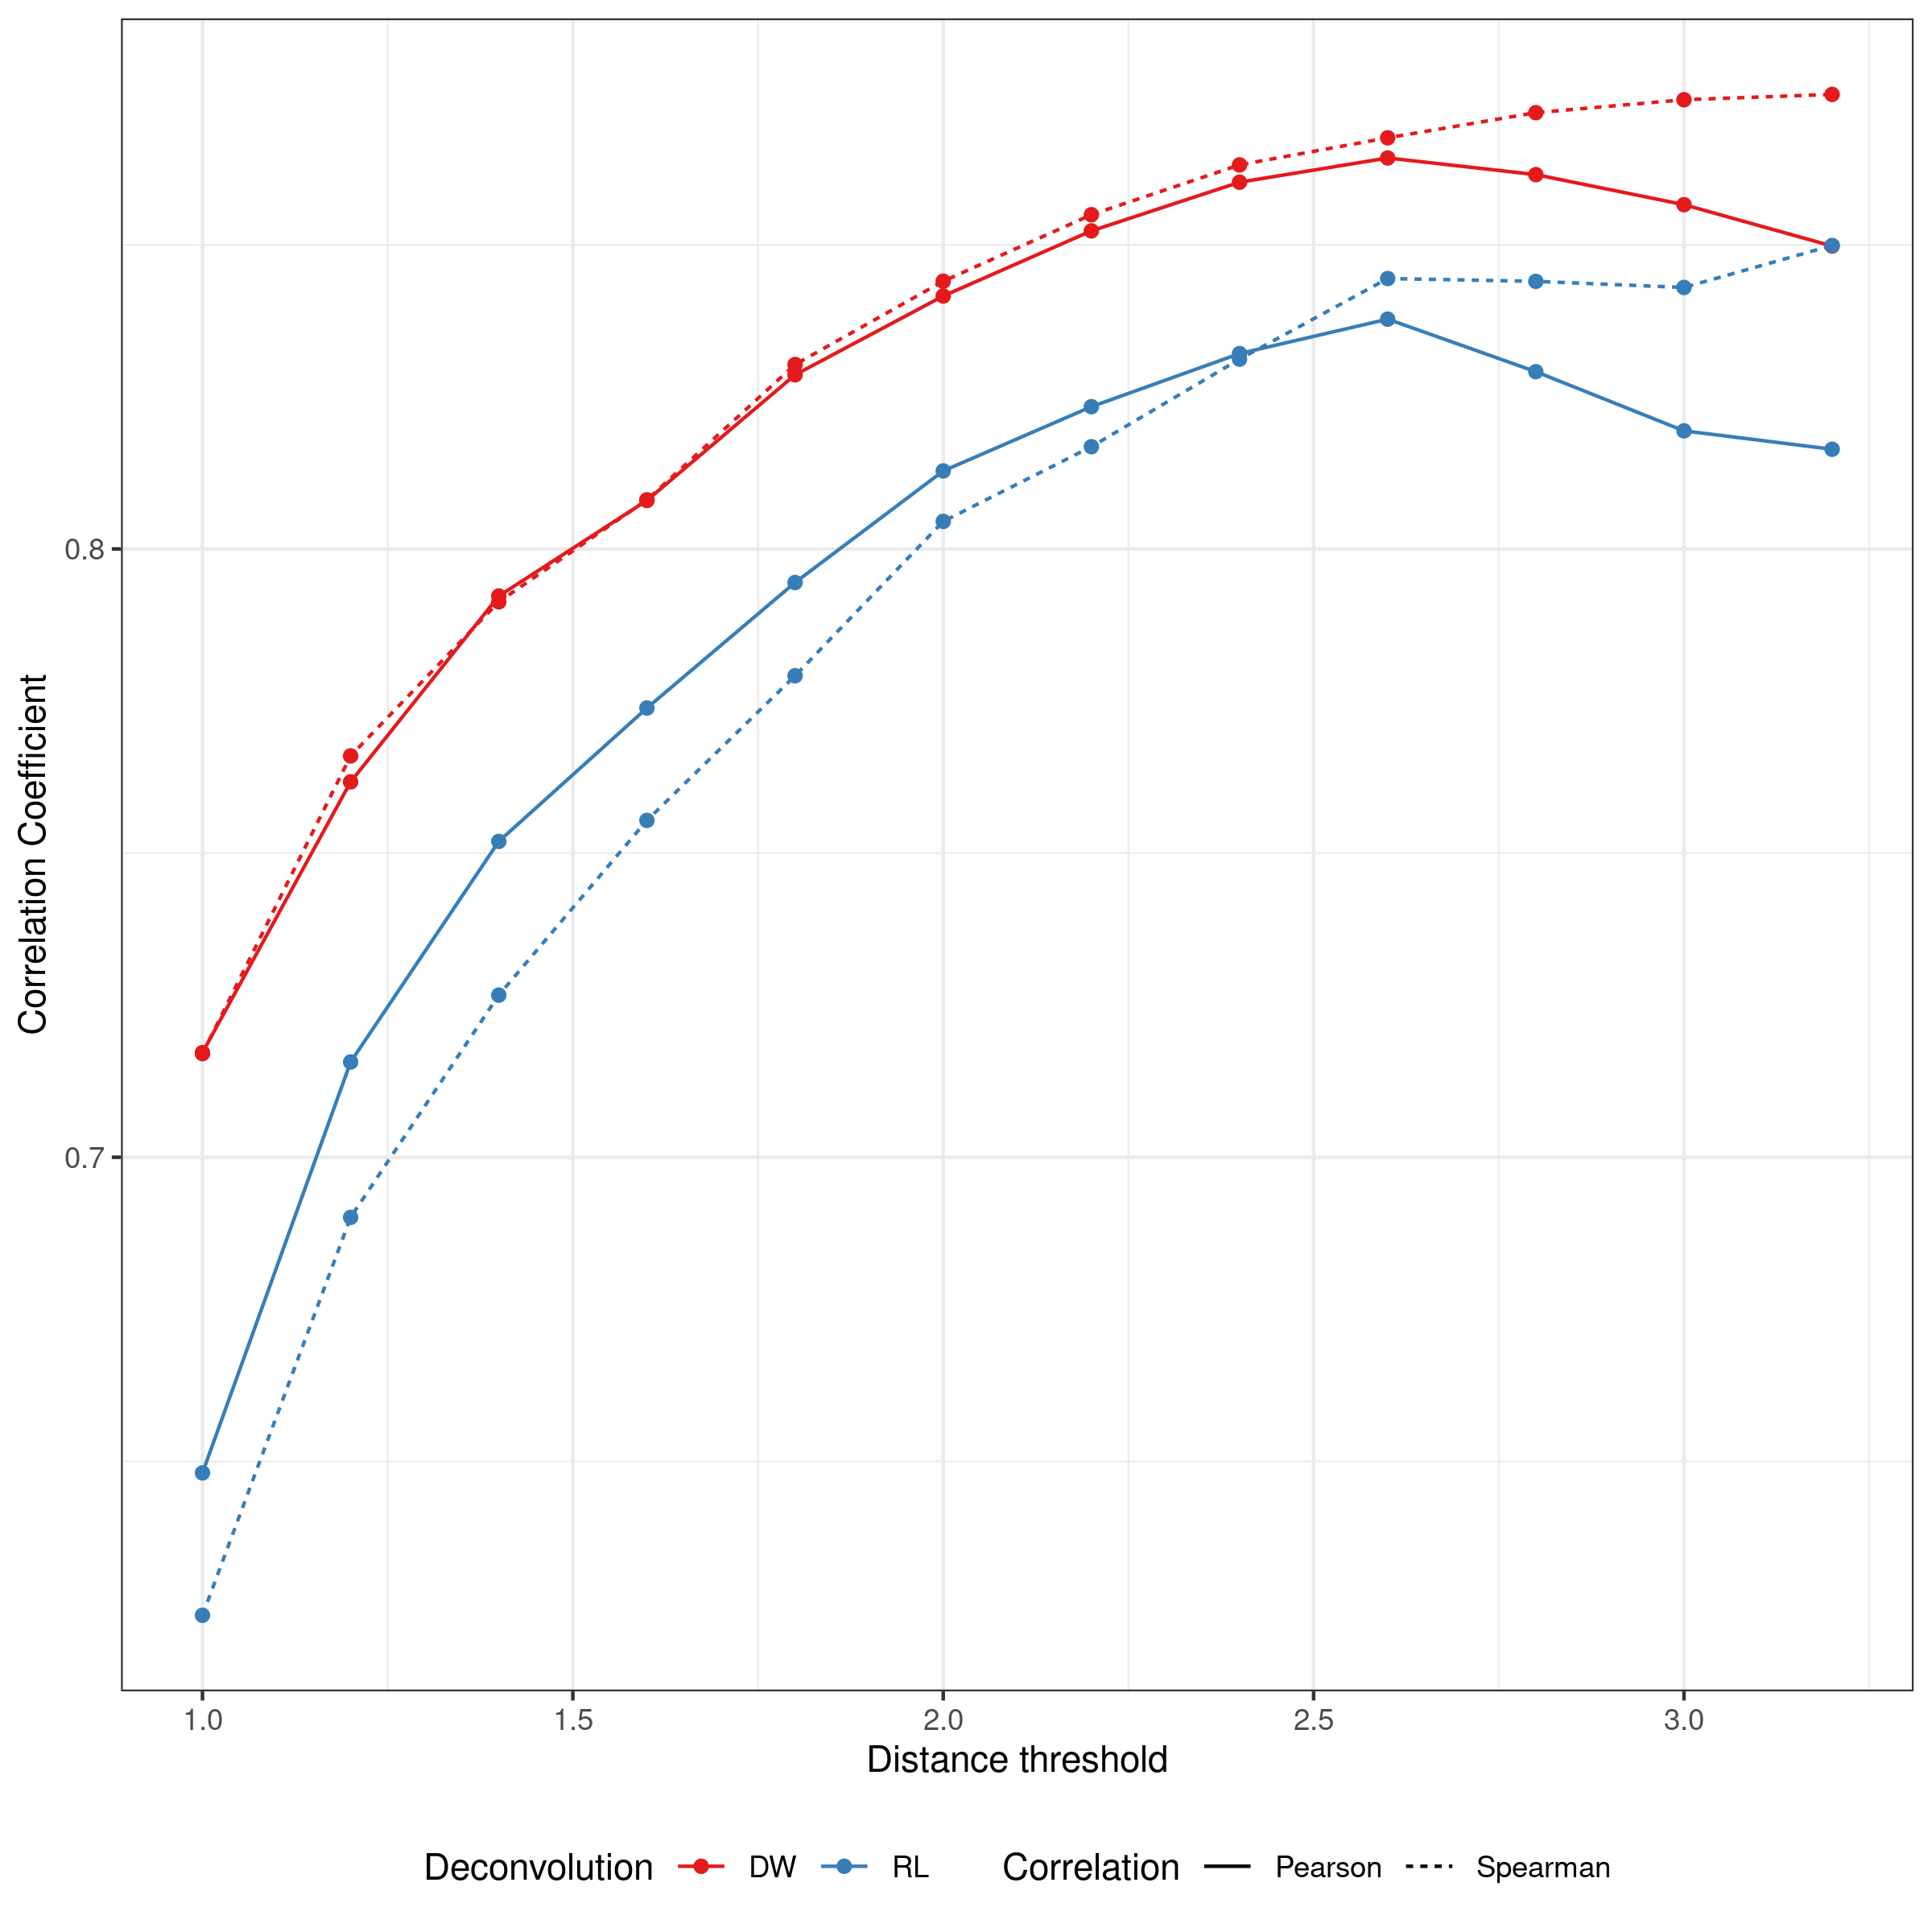 Correlation Coefficient
0.8
0.7
1.0 1.5 2.0 2.5 3.0
Distance threshold
Deconvolution DW RL Correlation Pearson Spearman